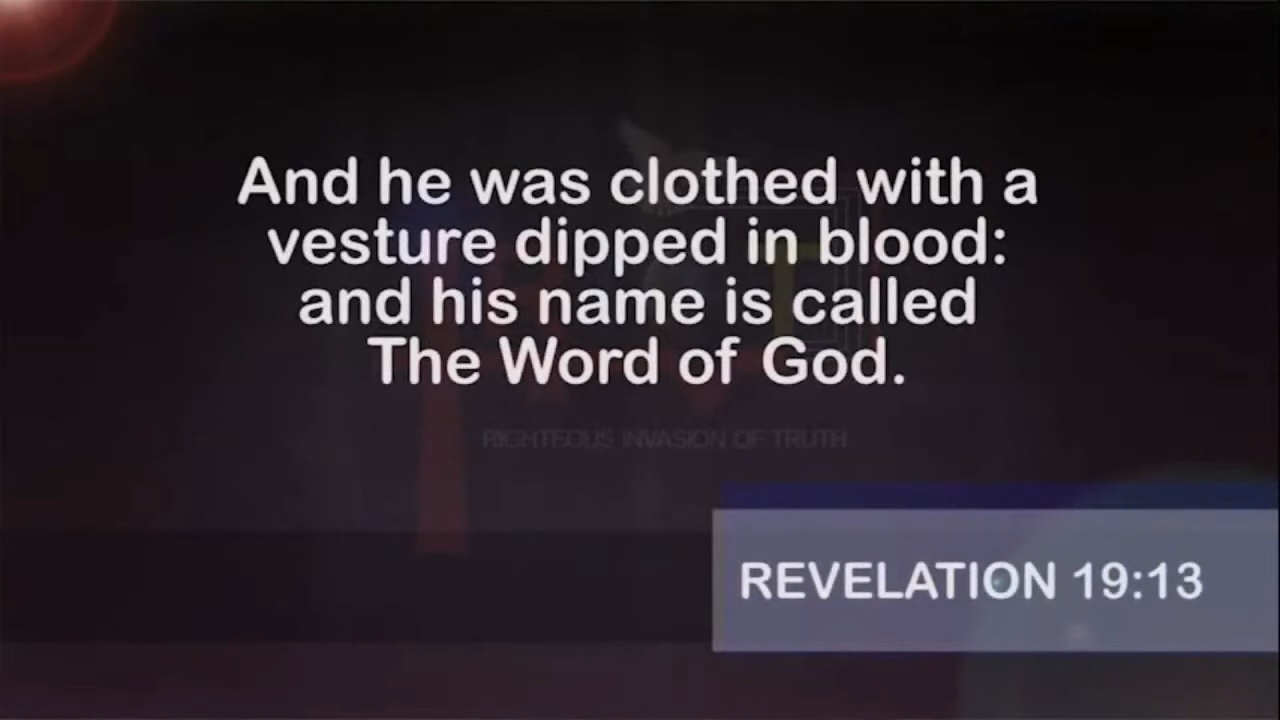 And he was clothed with a
vesture dipped in blood:
and his name is called
The Word of God.
RIGHTEOUS INVASION OF TRUTH
REVELATION 19:13